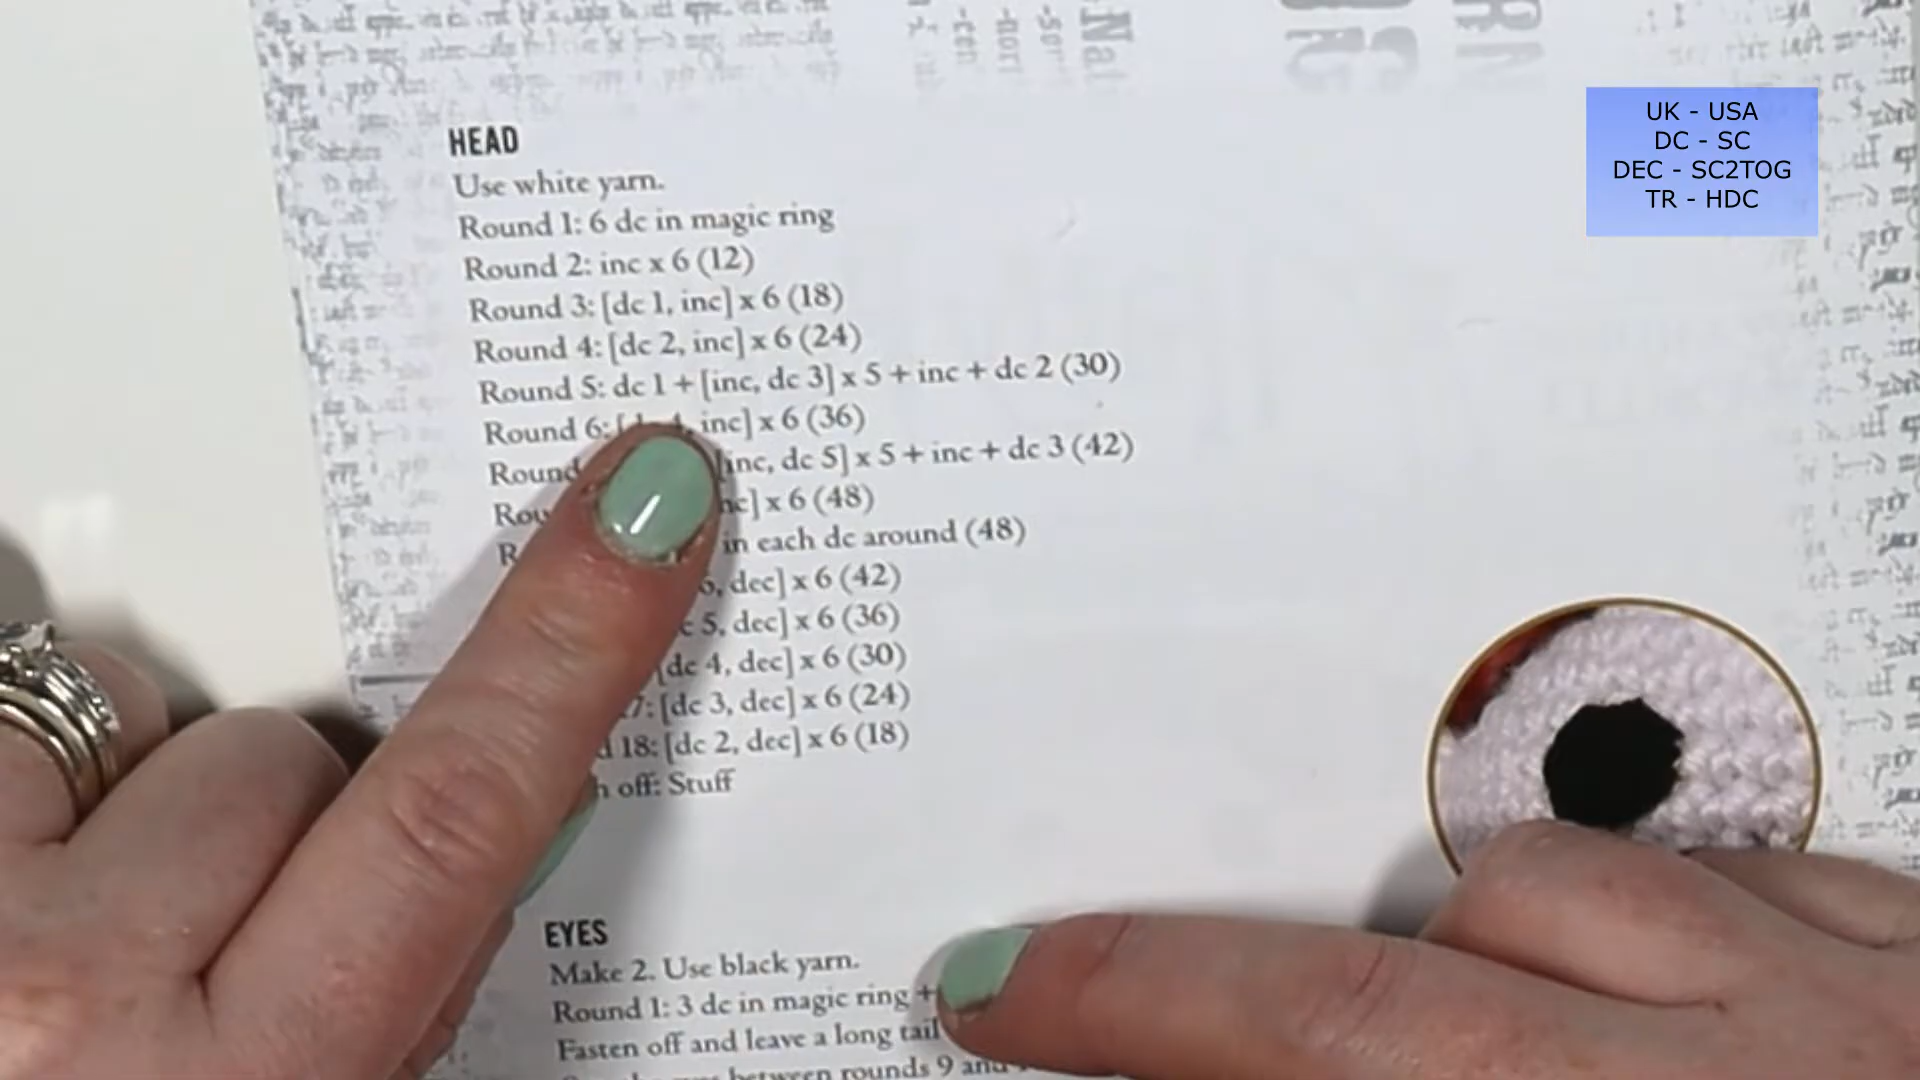 UK - USA
DC - SC
DEC - SC2TOG
TR - HDC
HEAD
Use white yarn.
Round 1: 6 dc in magic ring
Round 2: inc x 6 (12)
Round 3: [dc 1, inc] x 6 (18)
Round 4: [dc 2, inc] x 6 (24)
Round 5: dc 1 + [inc, dc 3] x 5 + inc + dc 2 (30)
Round 6: inc] x 6 (36)
Round [inc, dc 5] x 5 + inc + dc 3 (42)
] x 6 (48)
in each dc around (48)
, dec] x 6 (42)
5, dec] x 6 (36)
[dc 4, dec] x 6 (30)
7: [dc 3, dec] x 6 (24)
18: [dc 2, dec] x 6 (18)
off: Stuff
EYES
Make 2. Use black yarn.
Round 1: 3 dc in magic ring +
Fasten off and leave a long tail
between rounds 9 and